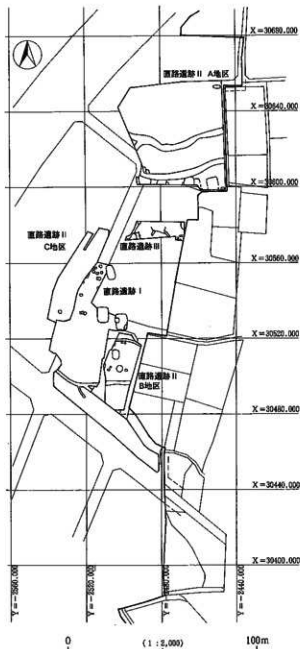 X=30680.000
直路遺跡Ⅱ A地区
X=30640.000
X=30600.000
直路遺跡Ⅱ
C地区
直路遺跡Ⅲ
X=30560.000
直路遺跡Ⅰ
X=30520.000
直路遺跡Ⅱ
B地区
X=30480.000
X=30440.000
X=30400.000
Y=-2560.000
Y=-2520.000
Y=-2480.000
Y=-2440.000
0
(1:2,000)
100m